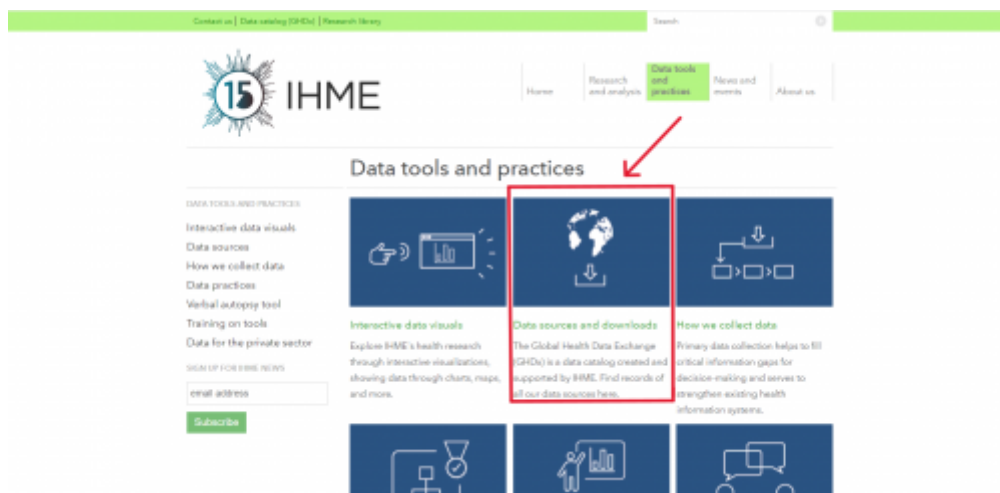 Contact us | Data catalog (GHDx) | Research library
Search
15 IHME
Home
Research
and analysis
Data tools
and
practices
News and
events
About us
Data tools and practices
DATA TOOLS AND PRACTICES
Interactive data visuals
Data sources
How we collect data
Data practices
Verbal autopsy tool
Training on tools
Data for the private sector
SIGN UP FOR IHME NEWS
email address
Subscribe
Interactive data visuals
Explore IHME's health research
through interactive visualizations,
showing data through charts, maps,
and more.
Data sources and downloads
The Global Health Data Exchange
(GHDx) is a data catalog created and
supported by IHME. Find records of
all our data sources here.
How we collect data
Primary data collection helps to fill
critical information gaps for
decision-making and serves to
strengthen existing health
information systems.